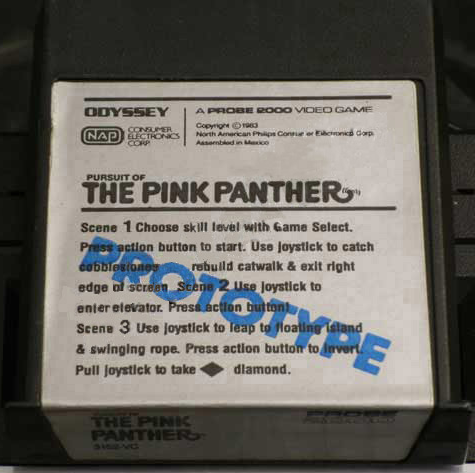 ODYSSEY
A PROBE 2000 VIDEO GAME
NAP CONSUMER ELECTRONICS CORP.
Copyright © 1983
North American Philips Consumer Electronics Corp.
Assembled in Mexico
PURSUIT OF
THE PINK PANTHER
Scene 1 Choose skill level with Game Select.
Press action button to start. Use joystick to catch
cobblestones rebuild catwalk & exit right
edge of screen. Scene 2 Use joystick to
enter elevator. Press action button!
Scene 3 Use joystick to leap to floating island
& swinging rope. Press action button to invert.
Pull joystick to take ◆ diamond.
PROTOTYPE
THE PINK
PANTHER
PROBE